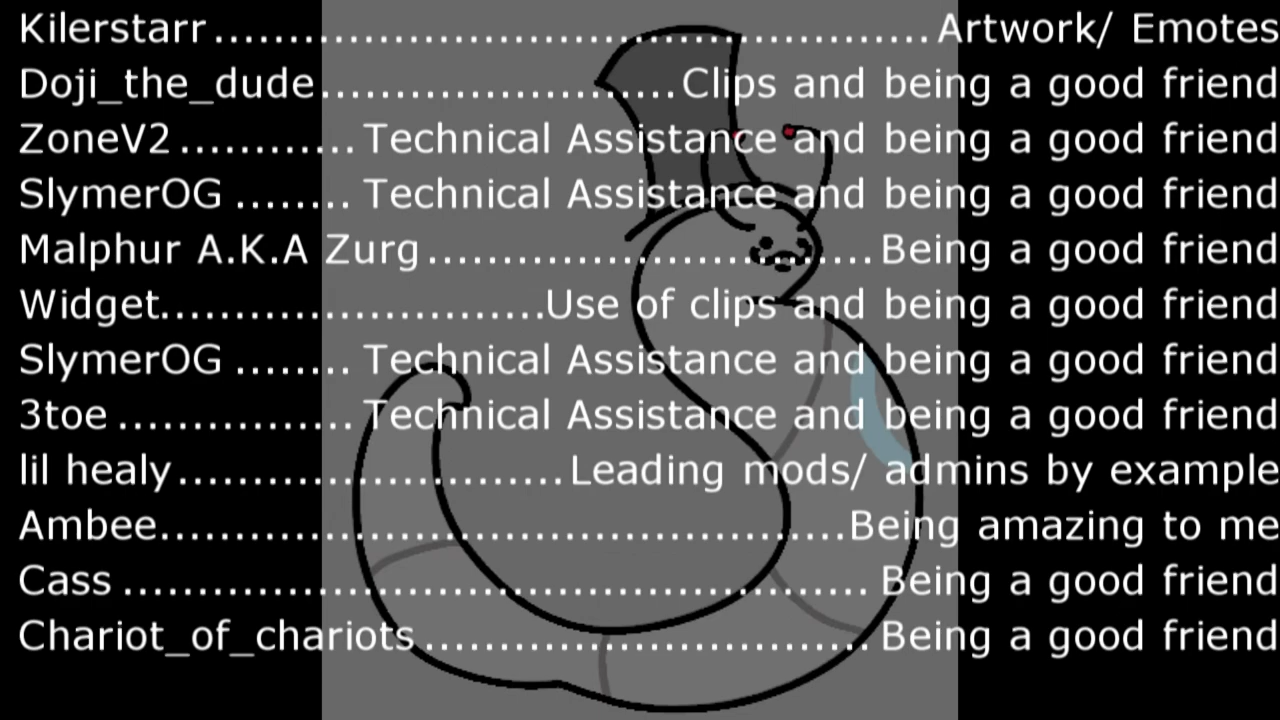 Kilerstarr.......................................Artwork/ Emotes
Doji_the_dude........................Clips and being a good friend
ZoneV2............Technical Assistance and being a good friend
SlymerOG ........ Technical Assistance and being a good friend
Malphur A.K.A Zurg..............................Being a good friend
Widget..........................Use of clips and being a good friend
SlymerOG ........ Technical Assistance and being a good friend
3toe ................ Technical Assistance and being a good friend
lil healy..........................Leading mods/ admins by example
Ambee...............................................Being amazing to me
Cass ................................................... Being a good friend
Chariot_of_chariots.............................. Being a good friend